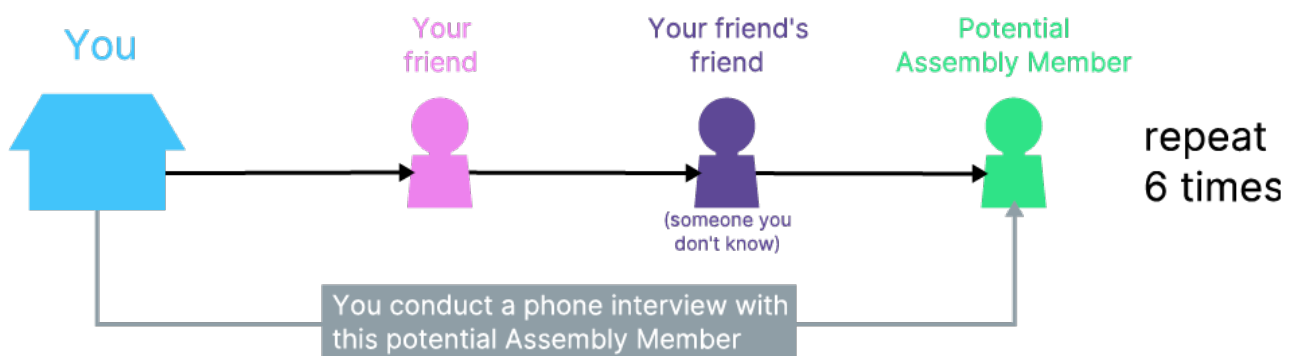 You
Your
friend
Your friend's
friend
Potential
Assembly Member
repeat
6 times
(someone you
don't know)
You conduct a phone interview with
this potential Assembly Member